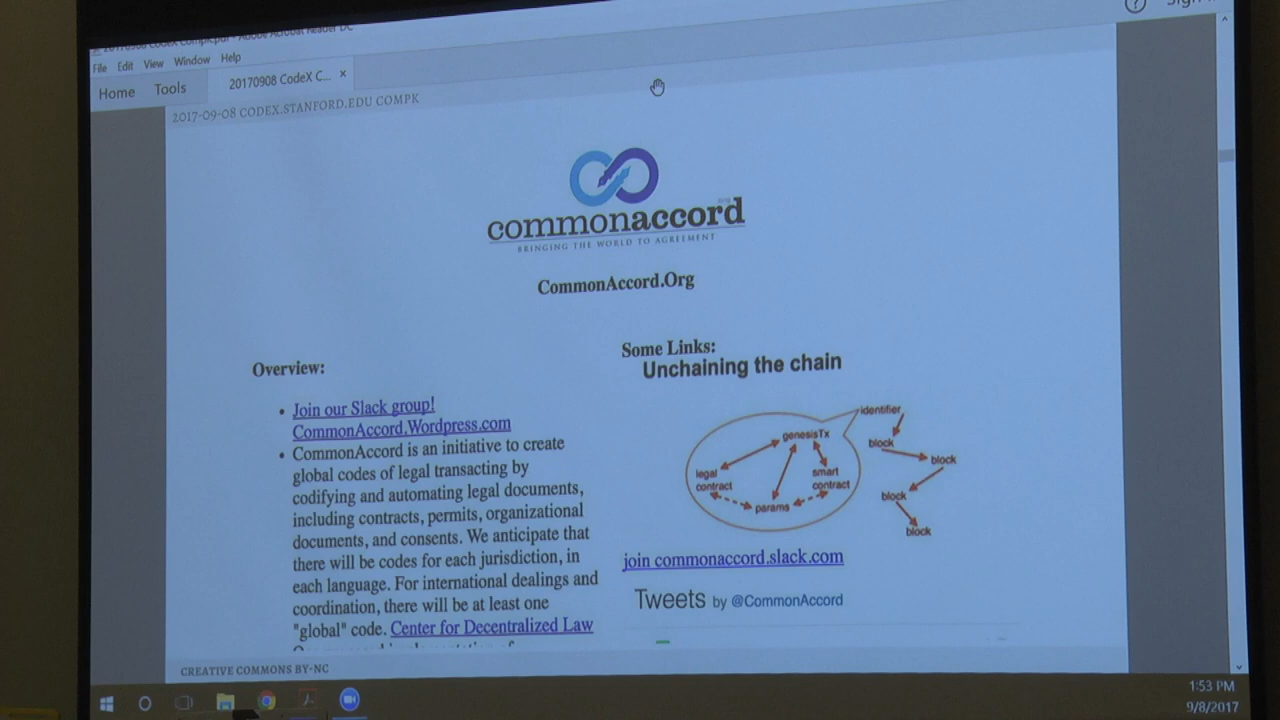 File Edit View Window Help
Home Tools 20170908 CodeX C... ×
2017-09-08 CODEX.STANFORD.EDU COMPK
commonaccord
BRINGING THE WORLD TO AGREEMENT
CommonAccord.Org
Overview:
• Join our Slack group!
CommonAccord.Wordpress.com
• CommonAccord is an initiative to create
global codes of legal transacting by
codifying and automating legal documents,
including contracts, permits, organizational
documents, and consents. We anticipate that
there will be codes for each jurisdiction, in
each language. For international dealings and
coordination, there will be at least one
"global" code. Center for Decentralized Law
Some Links:
Unchaining the chain
identifier
genesisTx
block
block
legal
contract
smart
contract
block
params
block
join commonaccord.slack.com
Tweets by @CommonAccord
CREATIVE COMMONS BY-NC
1:53 PM
9/8/2017